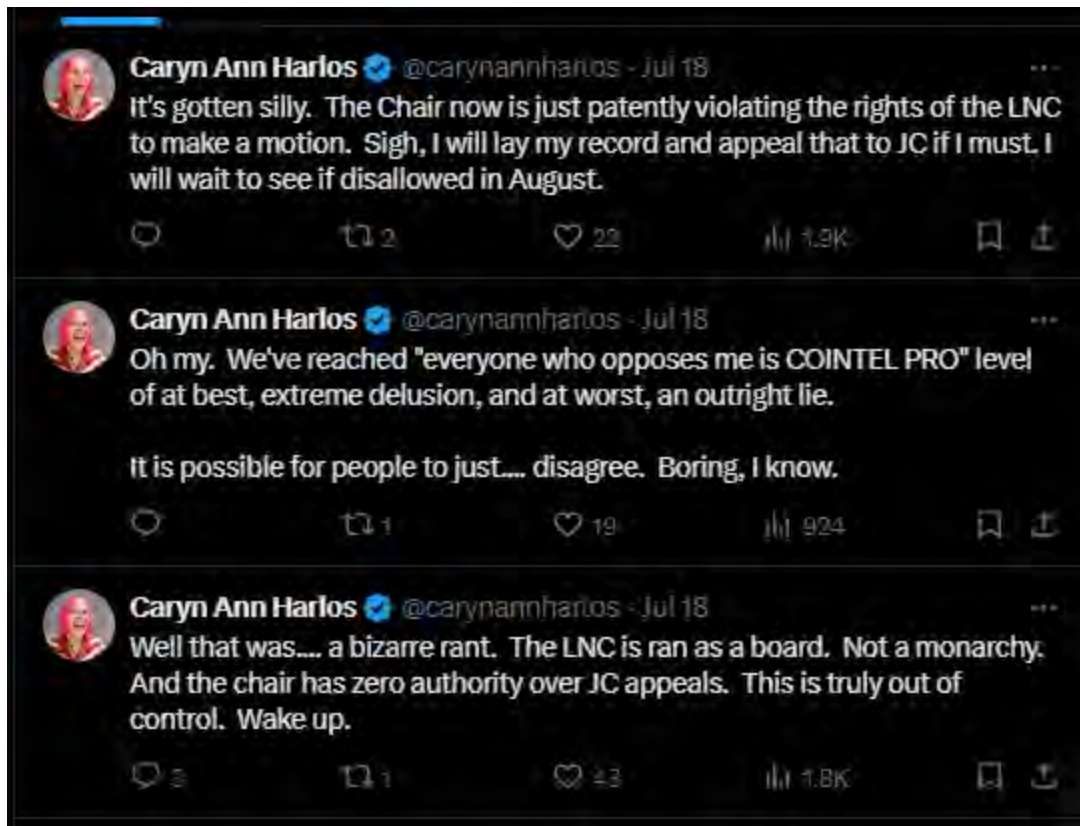 Caryn Ann Harlos @carynannharlos · Jul 18
It's gotten silly. The Chair now is just patently violating the rights of the LNC
to make a motion. Sigh, I will lay my record and appeal that to JC if I must. I
will wait to see if disallowed in August.
2 22 1.9K
Caryn Ann Harlos @carynannharlos · Jul 18
Oh my. We've reached "everyone who opposes me is COINTEL PRO" level
of at best, extreme delusion, and at worst, an outright lie.
It is possible for people to just.... disagree. Boring, I know.
1 19 924
Caryn Ann Harlos @carynannharlos · Jul 18
Well that was.... a bizarre rant. The LNC is ran as a board. Not a monarchy.
And the chair has zero authority over JC appeals. This is truly out of
control. Wake up.
3 1 43 1.8K